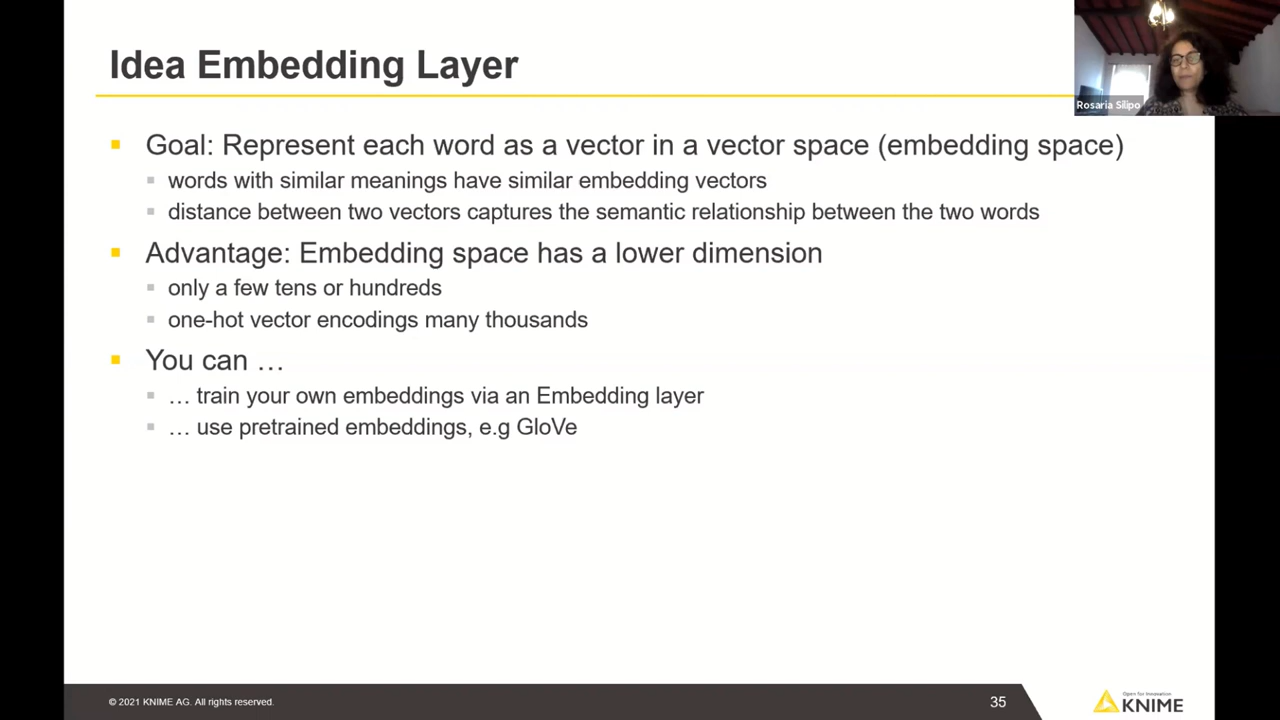 Idea Embedding Layer
Rosaria Silipo
Goal: Represent each word as a vector in a vector space (embedding space)
words with similar meanings have similar embedding vectors
distance between two vectors captures the semantic relationship between the two words
Advantage: Embedding space has a lower dimension
only a few tens or hundreds
one-hot vector encodings many thousands
You can …
… train your own embeddings via an Embedding layer
… use pretrained embeddings, e.g GloVe
© 2021 KNIME AG. All rights reserved.
35
Open for Innovation
KNIME